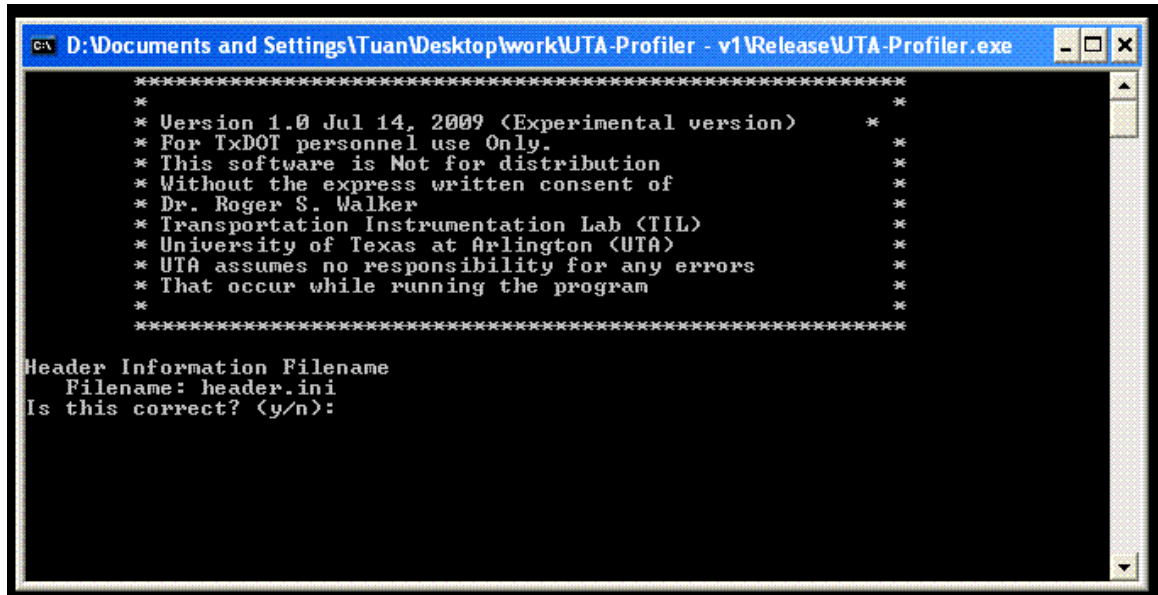 D:\Documents and Settings\Tuan\Desktop\work\UTA-Profiler - v1\Release\UTA-Profiler.exe
*********************************************************
* *
* Version 1.0 Jul 14, 2009 (Experimental version) *
* For TxDOT personnel use Only. *
* This software is Not for distribution *
* Without the express written consent of *
* Dr. Roger S. Walker *
* Transportation Instrumentation Lab (TIL) *
* University of Texas at Arlington (UTA) *
* UTA assumes no responsibility for any errors *
* That occur while running the program *
* *
*********************************************************
Header Information Filename
Filename: header.ini
Is this correct? (y/n):